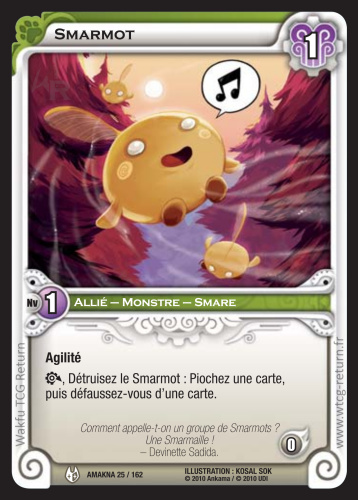 Smarmot
1
Nv 1 Allié – Monstre – Smare
Agilité
, Détruisez le Smarmot : Piochez une carte,
puis défaussez-vous d'une carte.
Comment appelle-t-on un groupe de Smarmots ?
Une Smarmaille !
– Devinette Sadida.
0
AMAKNA 25 / 162
ILLUSTRATION : KOSAL SOK
© 2010 Ankama / © 2010 UDI
Wakfu TCG Return
www.wtcg-return.fr